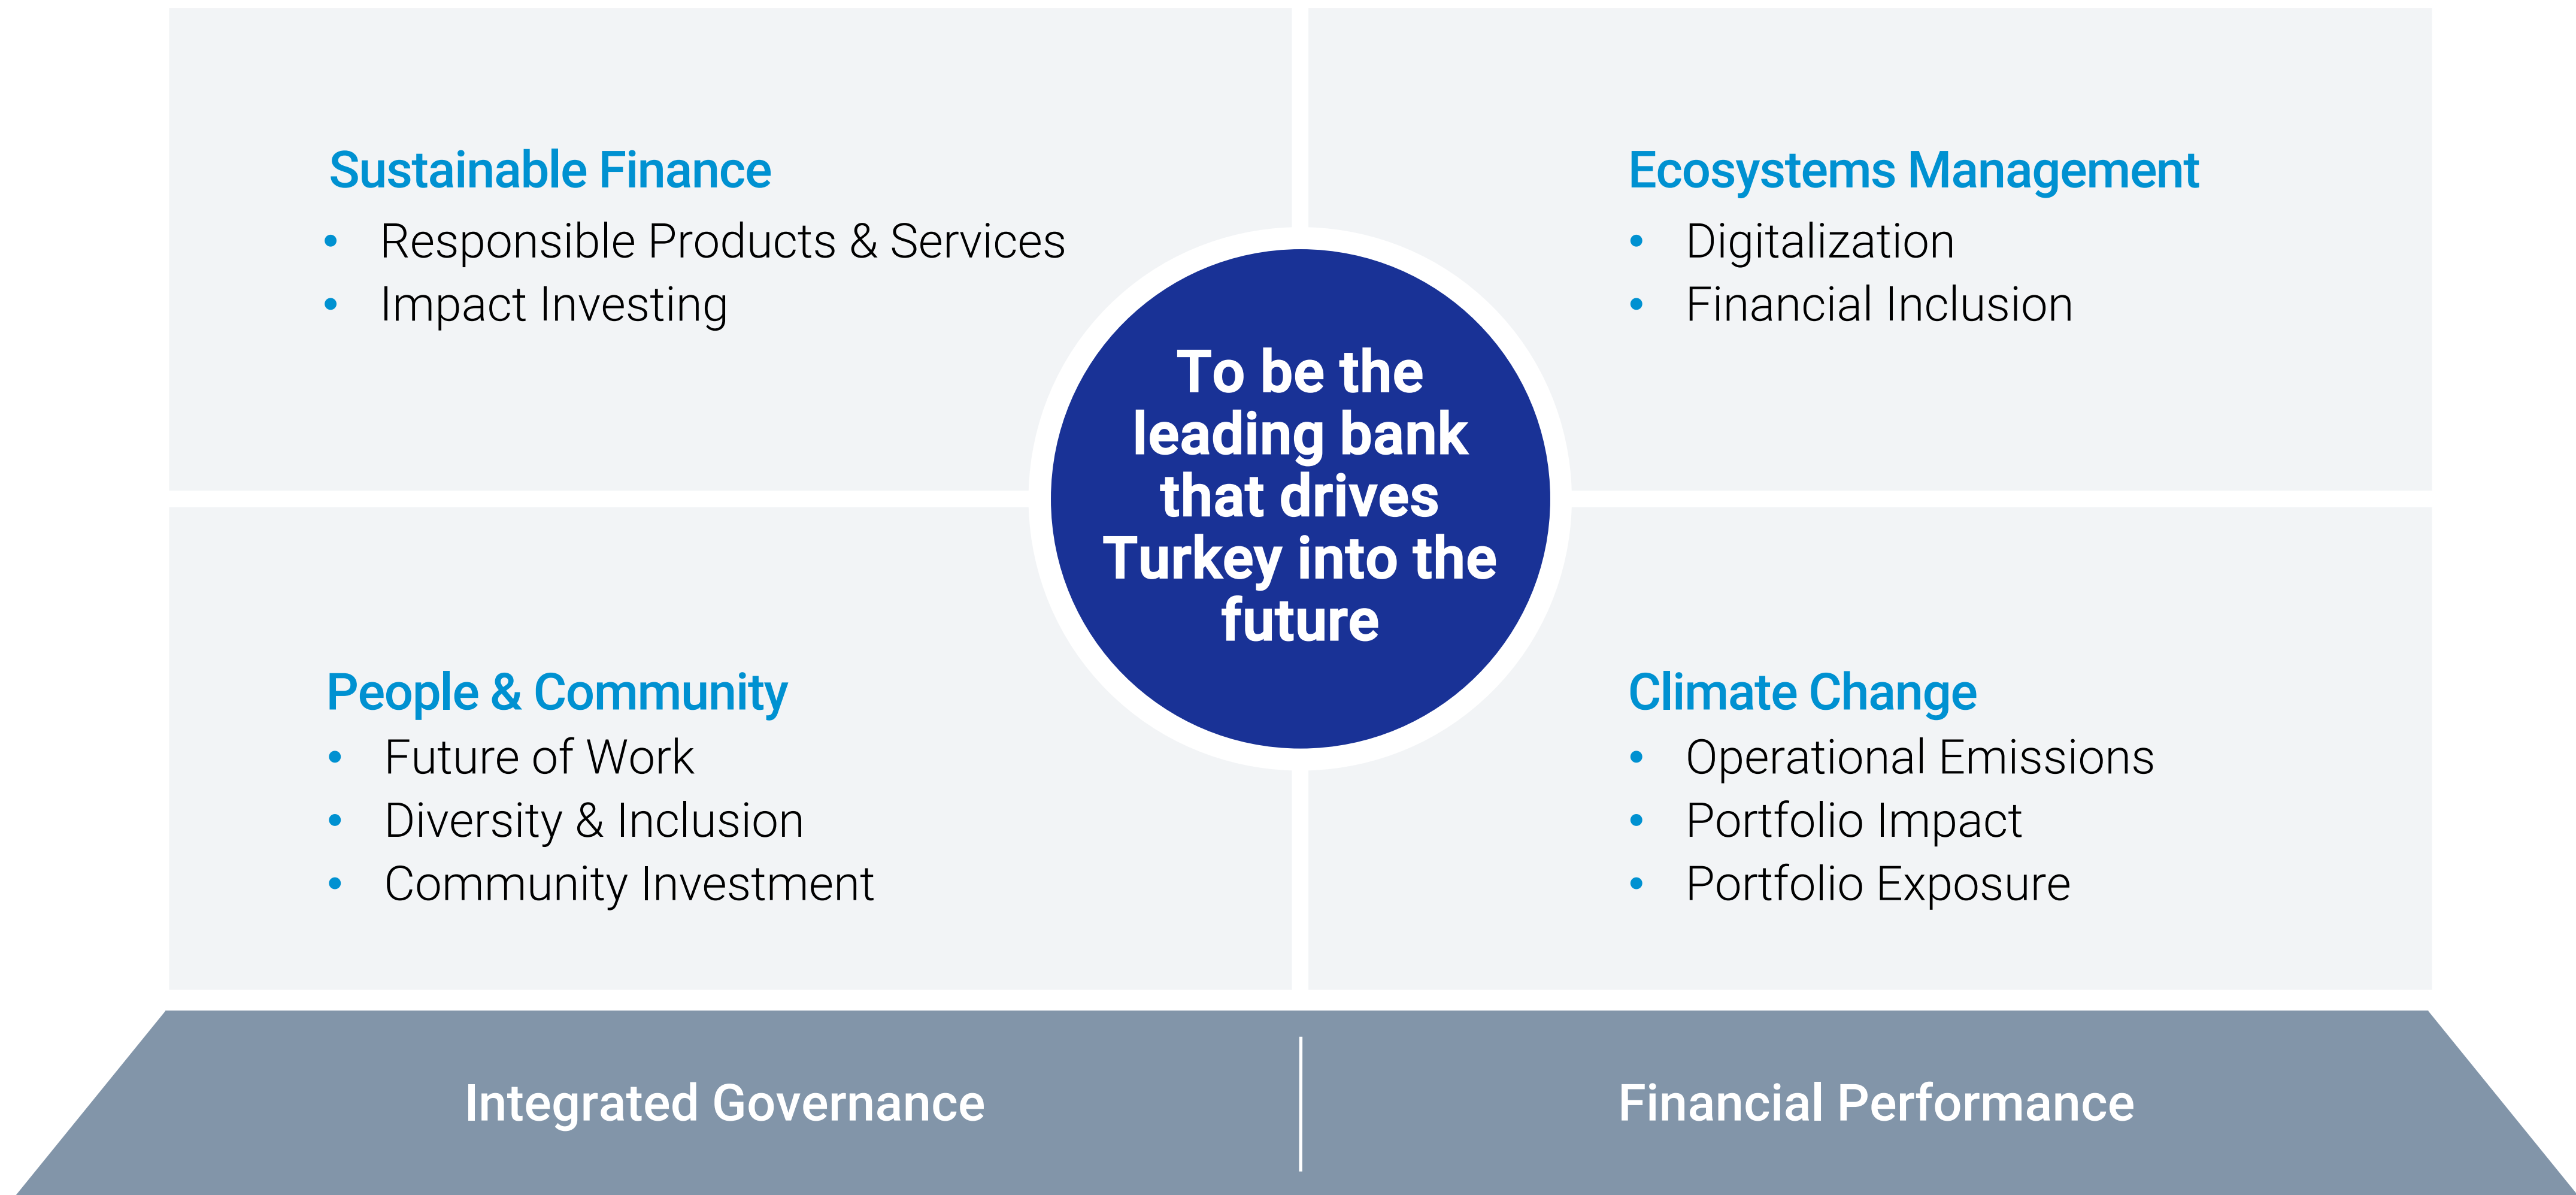 Sustainable Finance
• Responsible Products & Services
• Impact Investing
Ecosystems Management
• Digitalization
• Financial Inclusion
To be the
leading bank
that drives
Turkey into the
future
People & Community
• Future of Work
• Diversity & Inclusion
• Community Investment
Climate Change
• Operational Emissions
• Portfolio Impact
• Portfolio Exposure
Integrated Governance
Financial Performance